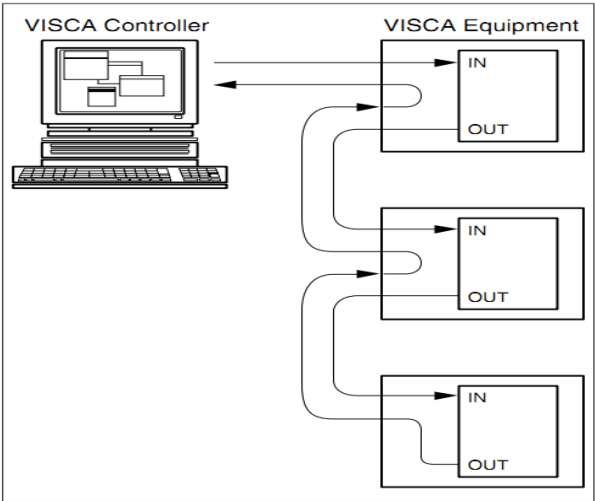 VISCA Controller
VISCA Equipment
IN
OUT
IN
OUT
IN
OUT